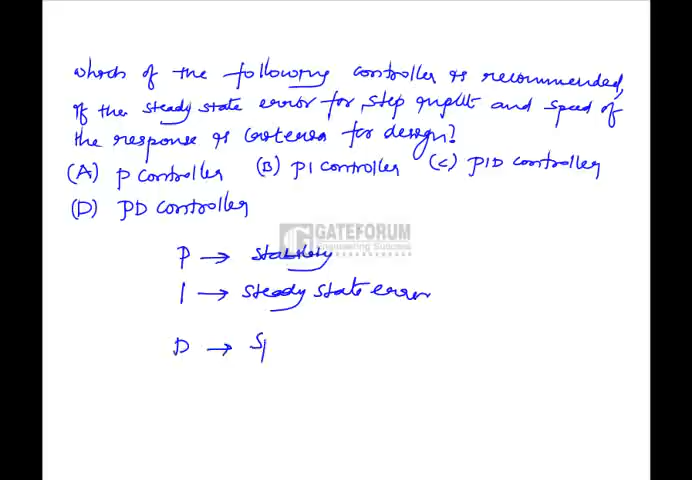 which of the following controller is recommended,
if the steady state error for step input and speed of
the response is criteria for design?
(A) P controller (B) PI controller (C) PID controller
(D) PD controller
GATEFORUM
Engineering Success
P → Stability
I → Steady state error
D → Sp